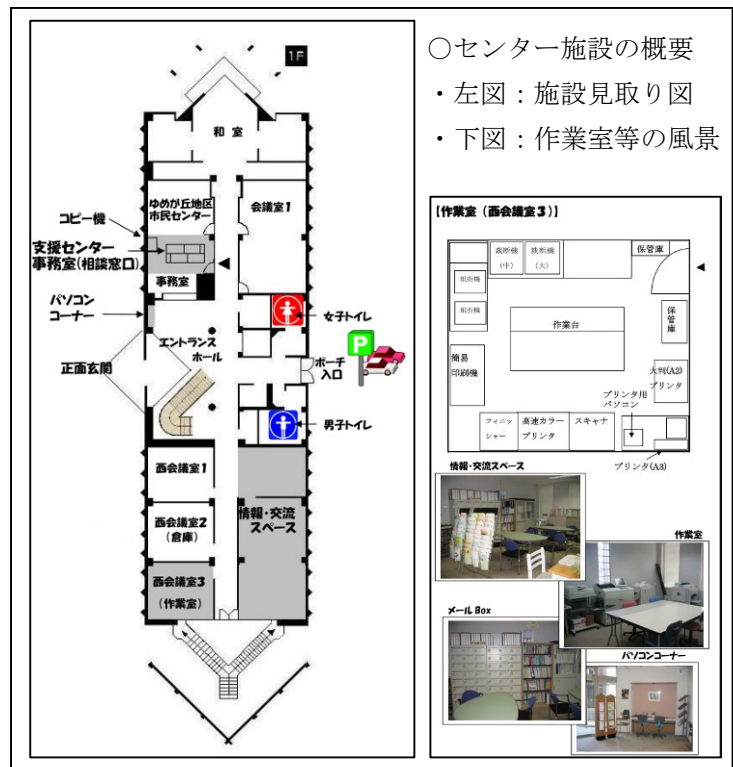 ○センター施設の概要
・左図：施設見取り図
・下図：作業室等の風景
1F
和室
ゆめが丘地区
市民センター
会議室1
コピー機
支援センター
事務室(相談窓口)
事務室
パソコン
コーナー
女子トイレ
エントランス
ホール
P
正面玄関
ポーチ
入口
男子トイレ
西会議室1
西会議室2
(倉庫)
情報・交流
スペース
西会議室3
(作業室)
【作業室(西会議室3)】
裁断機
(中)
裁断機
(大)
保管庫
紙折機
紙折機
作業台
保管庫
簡易
印刷機
大判(A2)
プリンタ
プリンタ用
パソコン
フィニッ
シャー
高速カラー
プリンタ
スキャナ
プリンタ(A3)
情報・交流スペース
作業室
メール Box
パソコンコーナー